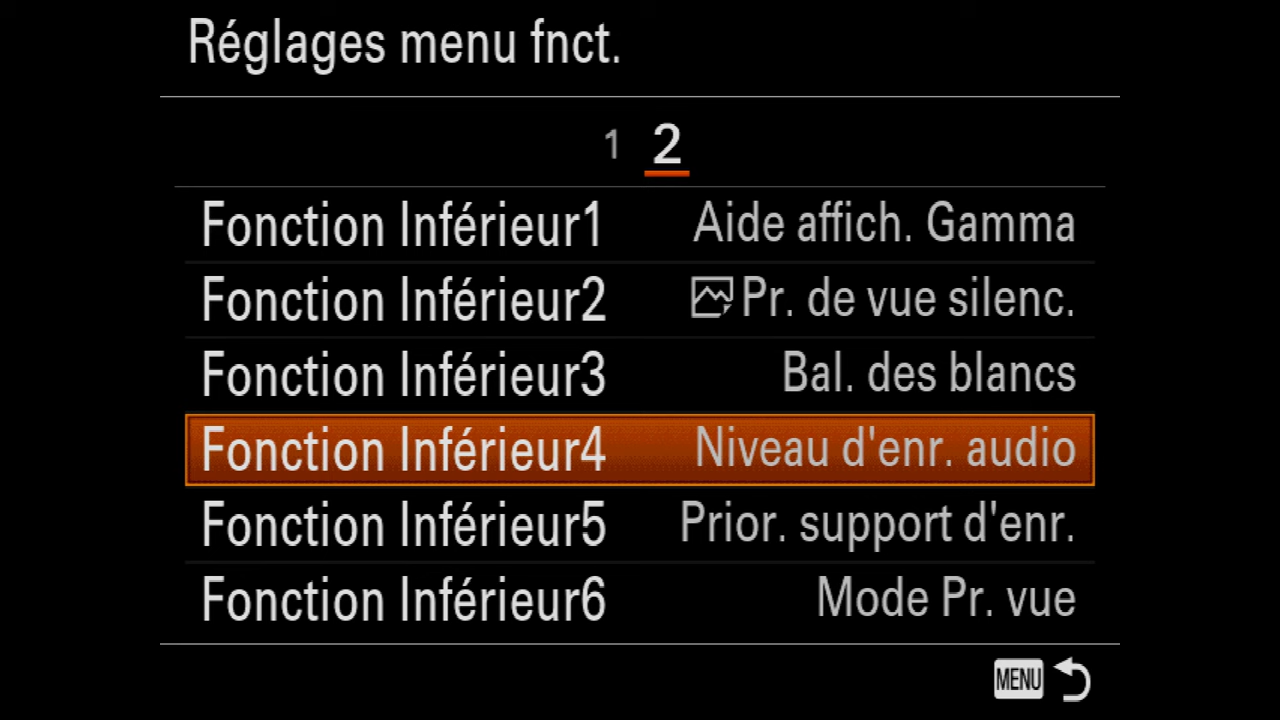 Réglages menu fnct.
1 2
Fonction Inférieur1 Aide affich. Gamma
Fonction Inférieur2 Pr. de vue silenc.
Fonction Inférieur3 Bal. des blancs
Fonction Inférieur4 Niveau d'enr. audio
Fonction Inférieur5 Prior. support d'enr.
Fonction Inférieur6 Mode Pr. vue
MENU